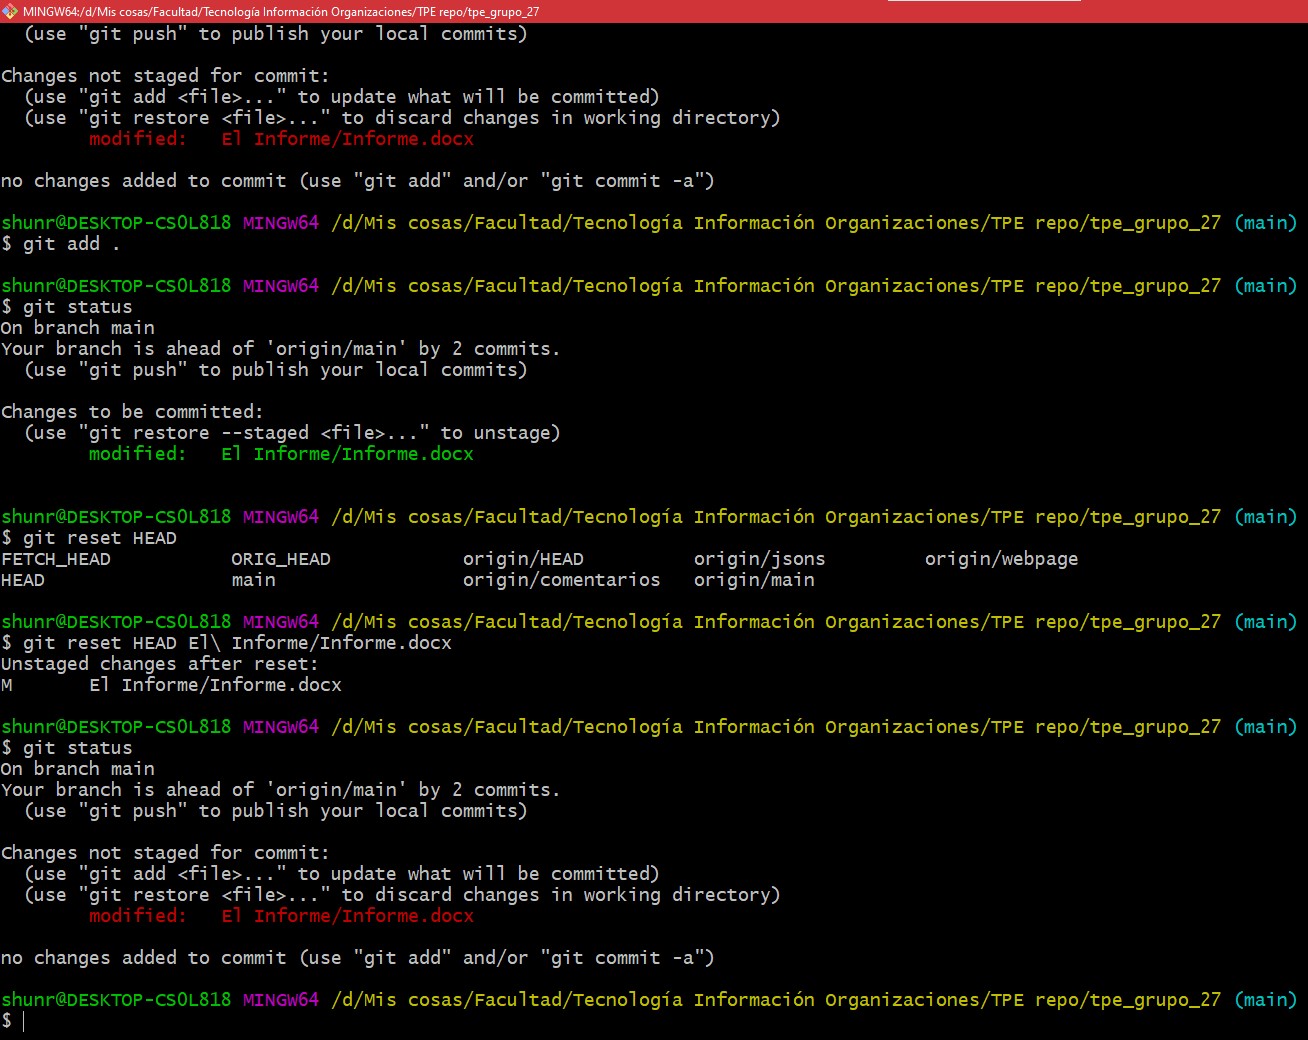 MINGW64:/d/Mis cosas/Facultad/Tecnología Información Organizaciones/TPE repo/tpe_grupo_27
  (use "git push" to publish your local commits)
Changes not staged for commit:
  (use "git add <file>..." to update what will be committed)
  (use "git restore <file>..." to discard changes in working directory)
        modified:   El Informe/Informe.docx
no changes added to commit (use "git add" and/or "git commit -a")
shunr@DESKTOP-CS0L818 MINGW64 /d/Mis cosas/Facultad/Tecnología Información Organizaciones/TPE repo/tpe_grupo_27 (main)
$ git add .
shunr@DESKTOP-CS0L818 MINGW64 /d/Mis cosas/Facultad/Tecnología Información Organizaciones/TPE repo/tpe_grupo_27 (main)
$ git status
On branch main
Your branch is ahead of 'origin/main' by 2 commits.
  (use "git push" to publish your local commits)
Changes to be committed:
  (use "git restore --staged <file>..." to unstage)
        modified:   El Informe/Informe.docx
shunr@DESKTOP-CS0L818 MINGW64 /d/Mis cosas/Facultad/Tecnología Información Organizaciones/TPE repo/tpe_grupo_27 (main)
$ git reset HEAD
FETCH_HEAD           ORIG_HEAD            origin/HEAD          origin/jsons         origin/webpage
HEAD                 main                 origin/comentarios   origin/main
shunr@DESKTOP-CS0L818 MINGW64 /d/Mis cosas/Facultad/Tecnología Información Organizaciones/TPE repo/tpe_grupo_27 (main)
$ git reset HEAD El\ Informe/Informe.docx
Unstaged changes after reset:
M       El Informe/Informe.docx
shunr@DESKTOP-CS0L818 MINGW64 /d/Mis cosas/Facultad/Tecnología Información Organizaciones/TPE repo/tpe_grupo_27 (main)
$ git status
On branch main
Your branch is ahead of 'origin/main' by 2 commits.
  (use "git push" to publish your local commits)
Changes not staged for commit:
  (use "git add <file>..." to update what will be committed)
  (use "git restore <file>..." to discard changes in working directory)
        modified:   El Informe/Informe.docx
no changes added to commit (use "git add" and/or "git commit -a")
shunr@DESKTOP-CS0L818 MINGW64 /d/Mis cosas/Facultad/Tecnología Información Organizaciones/TPE repo/tpe_grupo_27 (main)
$